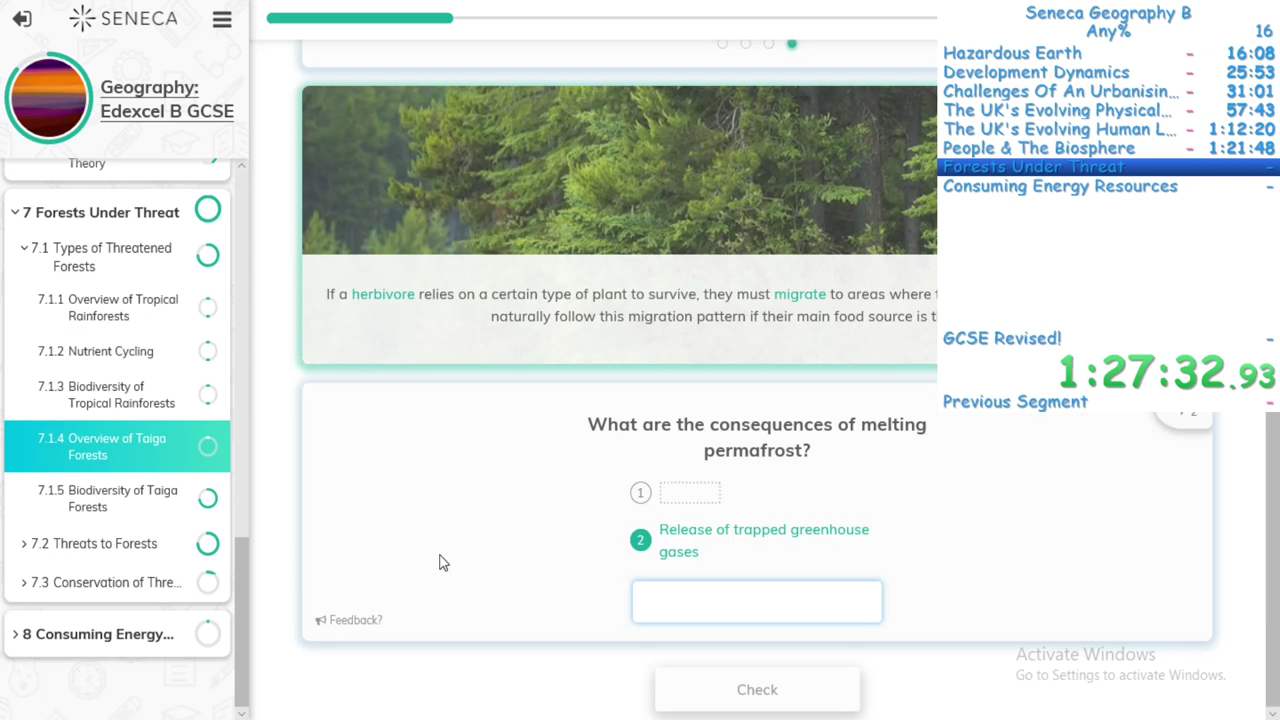 SENECA
Geography:
Edexcel B GCSE
Theory
7 Forests Under Threat
7.1 Types of Threatened
Forests
7.1.1 Overview of Tropical
Rainforests
7.1.2 Nutrient Cycling
7.1.3 Biodiversity of
Tropical Rainforests
7.1.4 Overview of Taiga
Forests
7.1.5 Biodiversity of Taiga
Forests
7.2 Threats to Forests
7.3 Conservation of Thre...
8 Consuming Energy...
If a herbivore relies on a certain type of plant to survive, they must migrate to areas where
naturally follow this migration pattern if their main food source is
What are the consequences of melting
permafrost?
1
2 Release of trapped greenhouse
gases
Feedback?
Check
Seneca Geography B
Any% 16
Hazardous Earth - 16:08
Development Dynamics - 25:53
Challenges Of An Urbanisin... - 31:01
The UK's Evolving Physical... - 57:43
The UK's Evolving Human L... - 1:12:20
People & The Biosphere - 1:21:48
Forests Under Threat -
Consuming Energy Resources -
GCSE Revised! -
1:27:32.93
Previous Segment -
Activate Windows
Go to Settings to activate Windows.